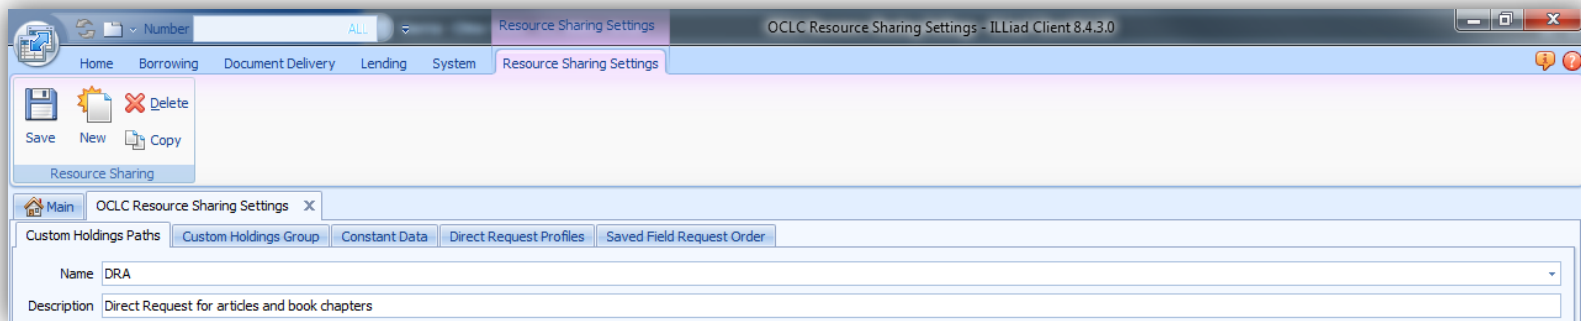 Number ALL Resource Sharing Settings OCLC Resource Sharing Settings - ILLiad Client 8.4.3.0
Home Borrowing Document Delivery Lending System Resource Sharing Settings
Delete
Save New Copy
Resource Sharing
Main OCLC Resource Sharing Settings X
Custom Holdings Paths Custom Holdings Group Constant Data Direct Request Profiles Saved Field Request Order
Name DRA
Description Direct Request for articles and book chapters